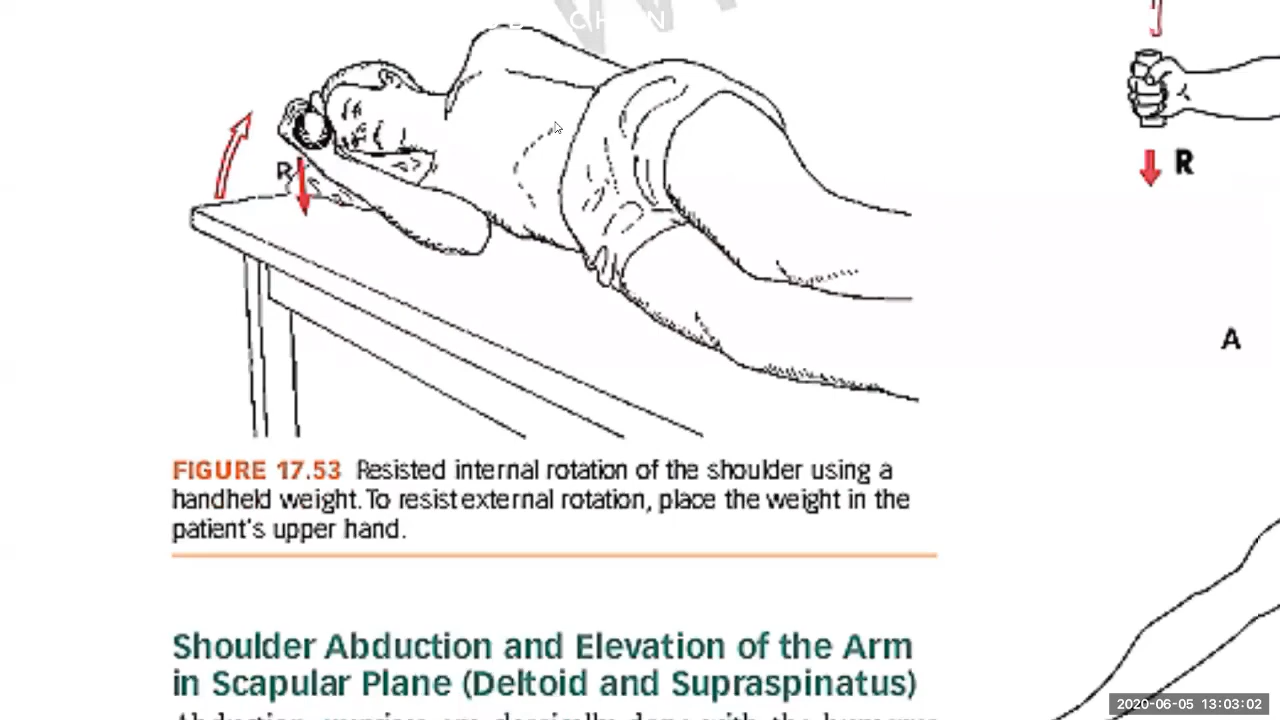 R
R
A
FIGURE 17.53 Resisted internal rotation of the shoulder using a
handheld weight. To resist external rotation, place the weight in the
patient's upper hand.
Shoulder Abduction and Elevation of the Arm
in Scapular Plane (Deltoid and Supraspinatus)
2020-06-05 13:03:02